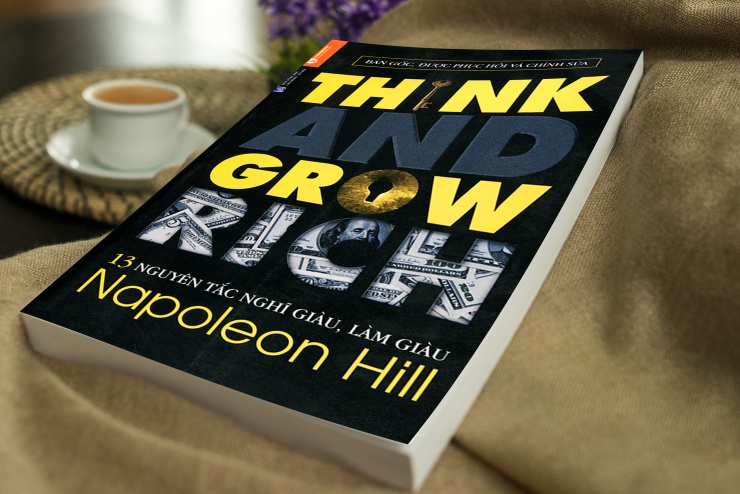 BẢN GỐC, ĐƯỢC PHỤC HỒI VÀ CHỈNH SỬA
THINK
AND
GROW
RICH
13 NGUYÊN TẮC NGHĨ GIÀU, LÀM GIÀU
Napoleon Hill